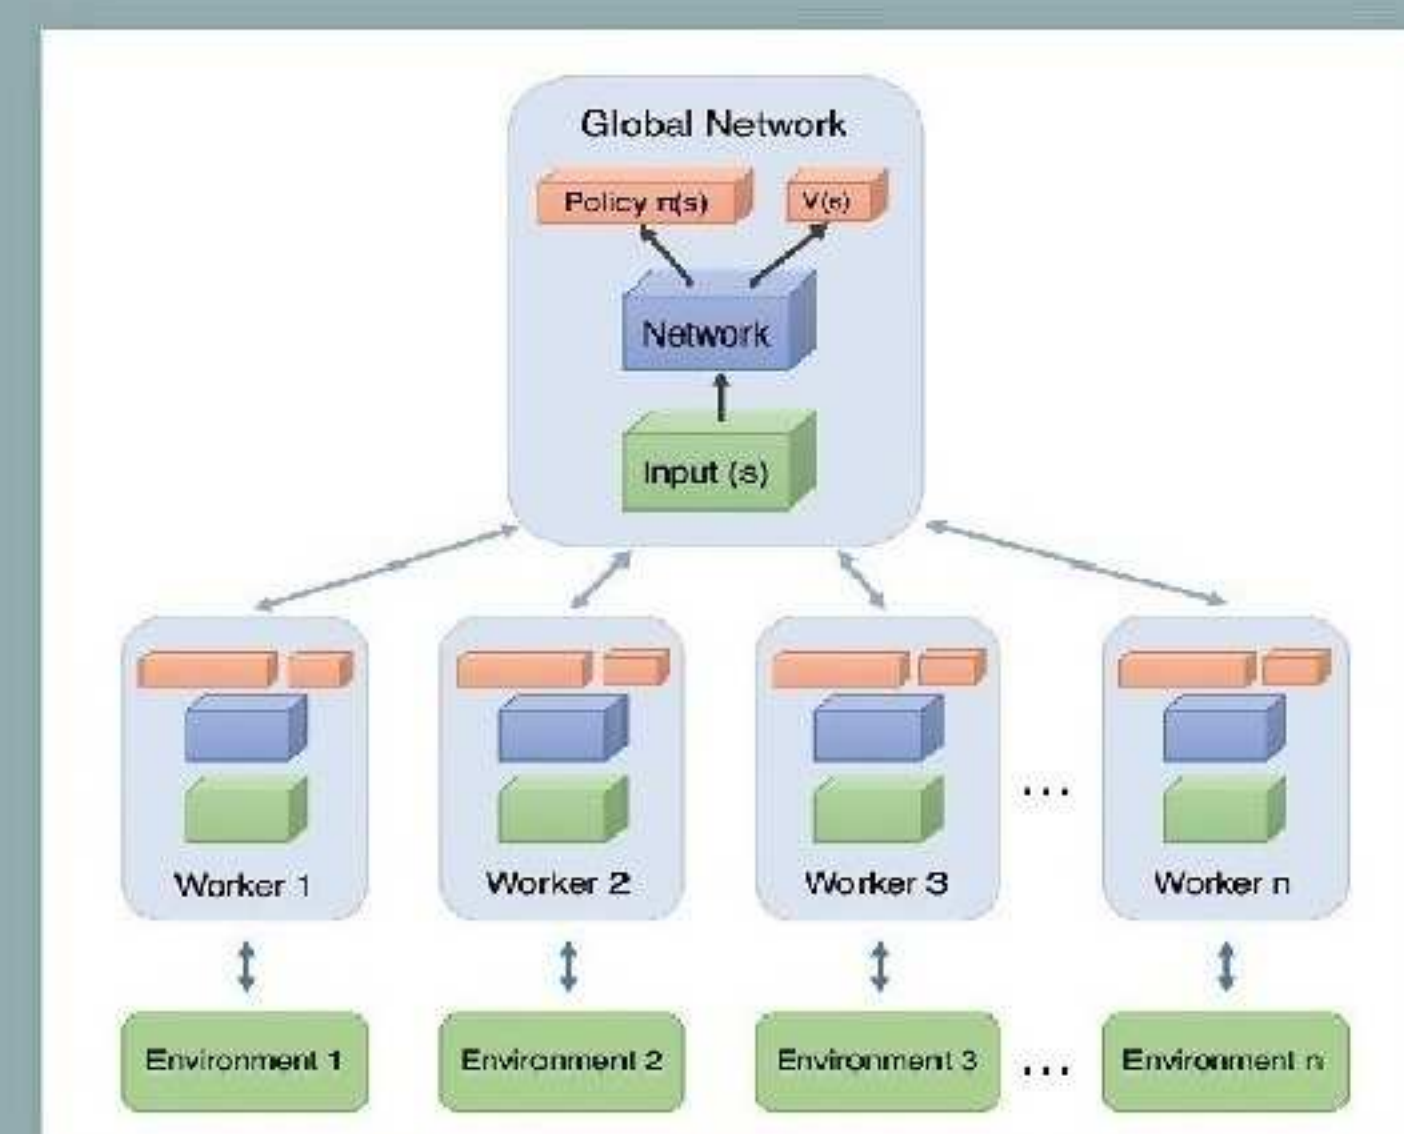 Global Network
Policy π(s)
V(s)
Network
Input (s)
Worker 1
Worker 2
Worker 3
...
Worker n
Environment 1
Environment 2
Environment 3
...
Environment n